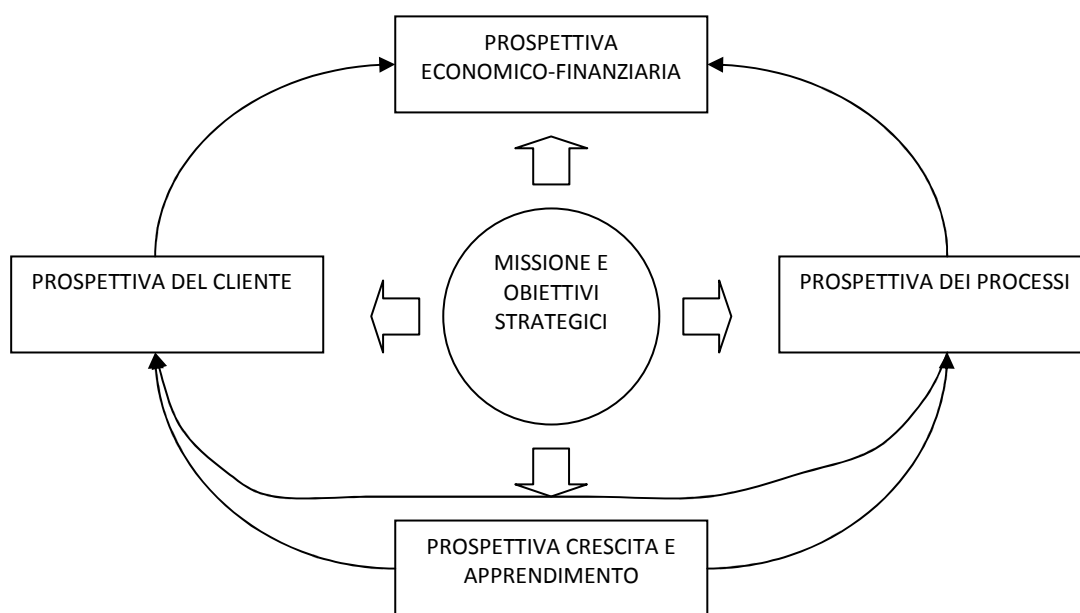 PROSPETTIVA
ECONOMICO-FINANZIARIA
PROSPETTIVA DEL CLIENTE
MISSIONE E
OBIETTIVI
STRATEGICI
PROSPETTIVA DEI PROCESSI
PROSPETTIVA CRESCITA E
APPRENDIMENTO